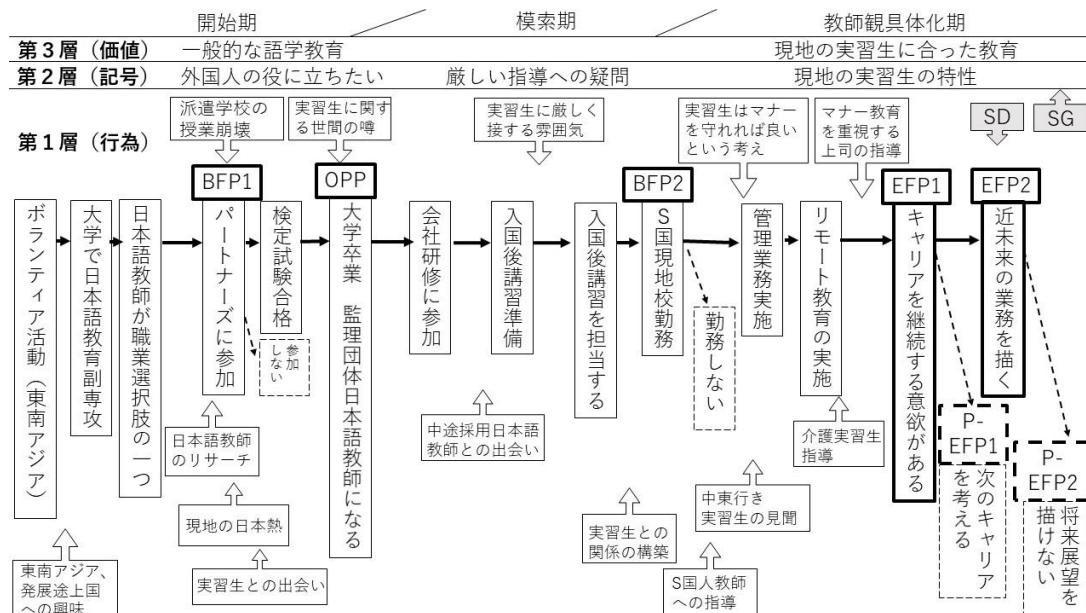 開始期
模索期
教師観具体化期
第3層（価値）
一般的な語学教育
現地の実習生に合った教育
第2層（記号）
外国人の役に立ちたい
厳しい指導への疑問
現地の実習生の特性
第1層（行為）
派遣学校の
授業崩壊
実習生に関す
る世間の噂
実習生に厳しく
接する雰囲気
実習生はマナー
を守れれば良い
という考え
マナー教育
を重視する
上司の指導
SD
SG
BFP1
OPP
BFP2
EFP1
EFP2
ボランティア活動（東南アジア）
大学で日本語教育副専攻
日本語教師が職業選択肢の一つ
パートナーズに参加
検定試験合格
大学卒業　監理団体日本語教師になる
会社研修に参加
入国後講習準備
入国後講習を担当する
S国現地校勤務
管理業務実施
リモート教育の実施
キャリアを継続する意欲がある
近未来の業務を描く
参加
しない
勤務しない
P-
EFP1
次のキャリア
を考える
P-
EFP2
将来展望を
描けない
日本語教師
のリサーチ
現地の日本熱
実習生との出会い
東南アジア、
発展途上国
への興味
中途採用日本語
教師との出会い
実習生との
関係の構築
S国人教師
への指導
中東行き
実習生の見聞
介護実習生
指導